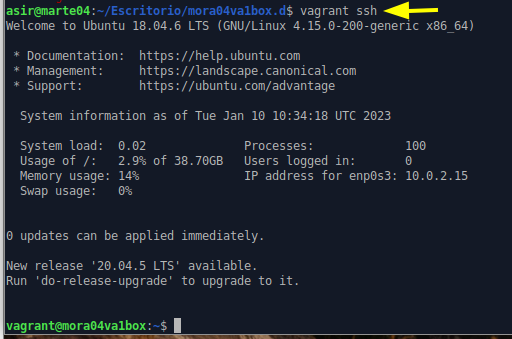 asir@marte04:~/Escritorio/mora04va1box.d$ vagrant ssh
Welcome to Ubuntu 18.04.6 LTS (GNU/Linux 4.15.0-200-generic x86_64)
* Documentation: https://help.ubuntu.com
* Management: https://landscape.canonical.com
* Support: https://ubuntu.com/advantage
System information as of Tue Jan 10 10:34:18 UTC 2023
System load: 0.02 Processes: 100
Usage of /: 2.9% of 38.70GB Users logged in: 0
Memory usage: 14% IP address for enp0s3: 10.0.2.15
Swap usage: 0%
0 updates can be applied immediately.
New release '20.04.5 LTS' available.
Run 'do-release-upgrade' to upgrade to it.
vagrant@mora04va1box:~$